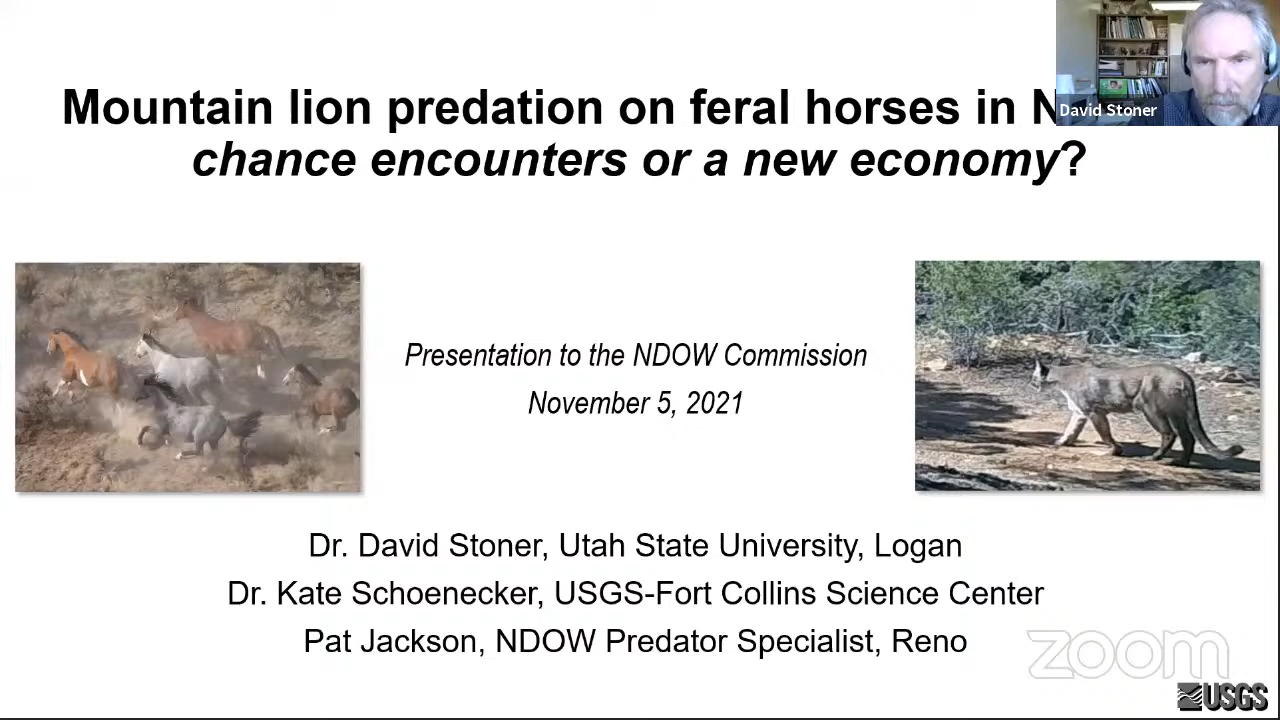 Mountain lion predation on feral horses in
chance encounters or a new economy?
David Stoner
Presentation to the NDOW Commission
November 5, 2021
Dr. David Stoner, Utah State University, Logan
Dr. Kate Schoenecker, USGS-Fort Collins Science Center
Pat Jackson, NDOW Predator Specialist, Reno
zoom
USGS